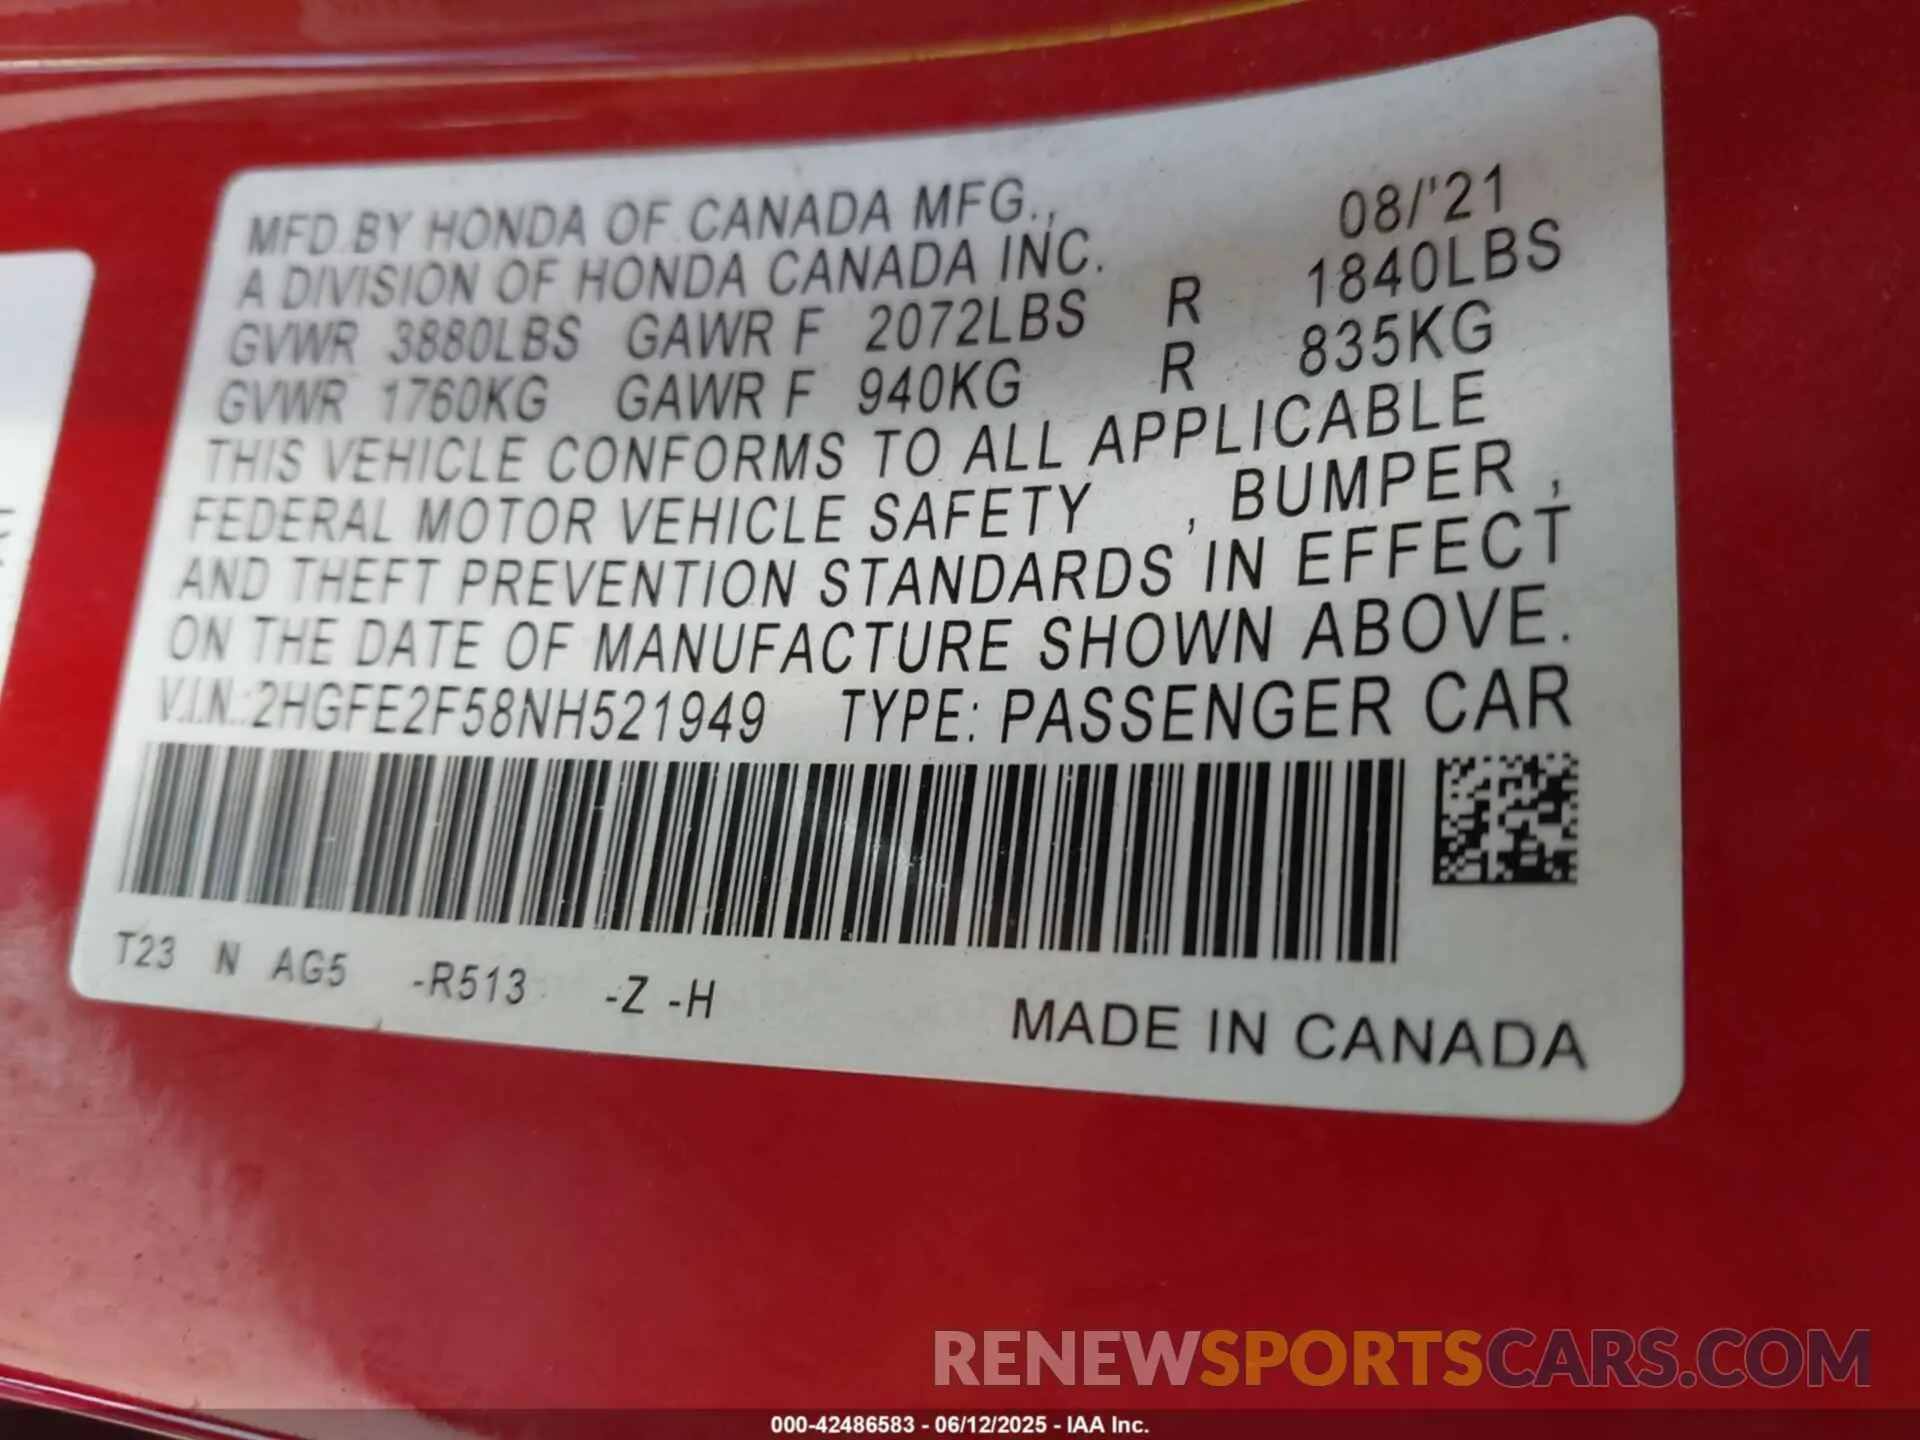 MFD.BY HONDA OF CANADA MFG., 08/'21
A DIVISION OF HONDA CANADA INC.
GVWR 3880LBS GAWR F 2072LBS R 1840LBS
GVWR 1760KG GAWR F 940KG R 835KG
THIS VEHICLE CONFORMS TO ALL APPLICABLE
FEDERAL MOTOR VEHICLE SAFETY , BUMPER ,
AND THEFT PREVENTION STANDARDS IN EFFECT
ON THE DATE OF MANUFACTURE SHOWN ABOVE.
V.I.N.:2HGFE2F58NH521949 TYPE: PASSENGER CAR
T23 N AG5 -R513 -Z -H
MADE IN CANADA
RENEWSPORTSCARS.COM
000-42486583 - 06/12/2025 - IAA Inc.